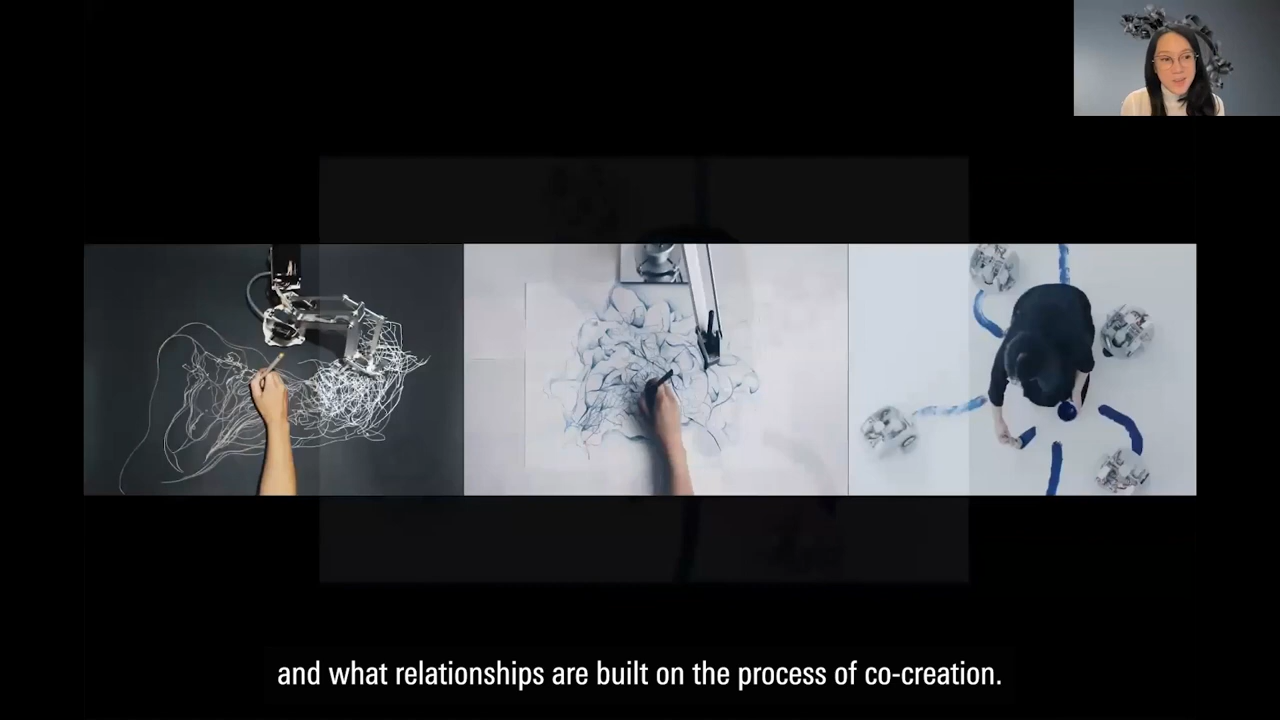 and what relationships are built on the process of co-creation.